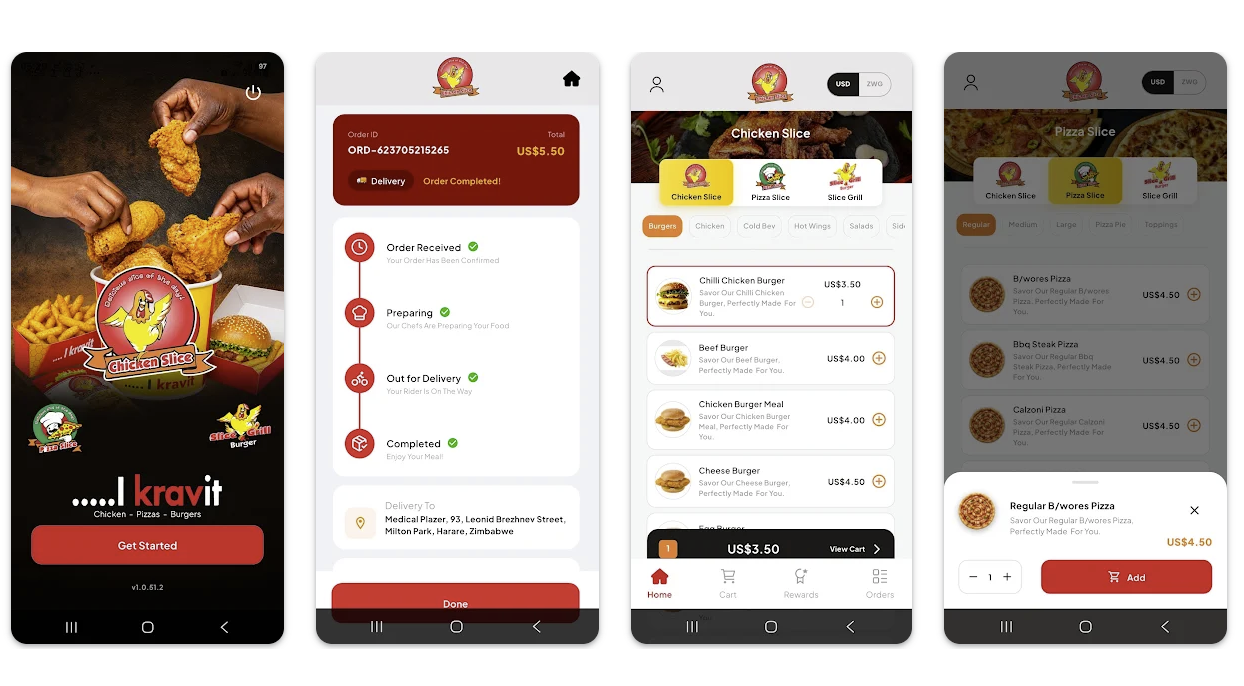 97
Delicious slice of the day!
Chicken Slice
..... I kravit
..... I kravit
Pizza Slice
Slice Grill
Burger
.....I kravit
Chicken - Pizzas - Burgers
Get Started
v1.0.51.2
Order ID
Total
ORD-623705215265
US$5.50
Delivery
Order Completed!
Order Received
Your Order Has Been Confirmed
Preparing
Our Chefs Are Preparing Your Food
Out for Delivery
Your Rider Is On The Way
Completed
Enjoy Your Meal!
Delivery To
Medical Plazer, 93, Leonid Brezhnev Street,
Milton Park, Harare, Zimbabwe
Done
USD
ZWG
Chicken Slice
Chicken Slice
Pizza Slice
Slice Grill
Burgers
Chicken
Cold Bev
Hot Wings
Salads
Chilli Chicken Burger
US$3.50
Savor Our Chilli Chicken
Burger, Perfectly Made For
You.
1
Beef Burger
Savor Our Beef Burger,
Perfectly Made For You.
US$4.00
Chicken Burger Meal
Savor Our Chicken Burger
Meal, Perfectly Made For
You.
US$4.00
Cheese Burger
Savor Our Cheese Burger,
Perfectly Made For You.
US$4.50
Egg Burger
1
US$3.50
View Cart
Home
Cart
Rewards
Orders
USD
ZWG
Pizza Slice
Chicken Slice
Pizza Slice
Slice Grill
Regular
Medium
Large
Pizza Pie
Toppings
B/wores Pizza
Savor Our Regular B/wores
Pizza, Perfectly Made For
You.
US$4.50
Bbq Steak Pizza
Savor Our Regular Bbq
Steak Pizza, Perfectly Made
For You.
US$4.50
Calzoni Pizza
Savor Our Regular Calzoni
Pizza, Perfectly Made For
You.
US$4.50
Regular B/wores Pizza
Savor Our Regular B/wores Pizza,
Perfectly Made For You.
US$4.50
1
Add